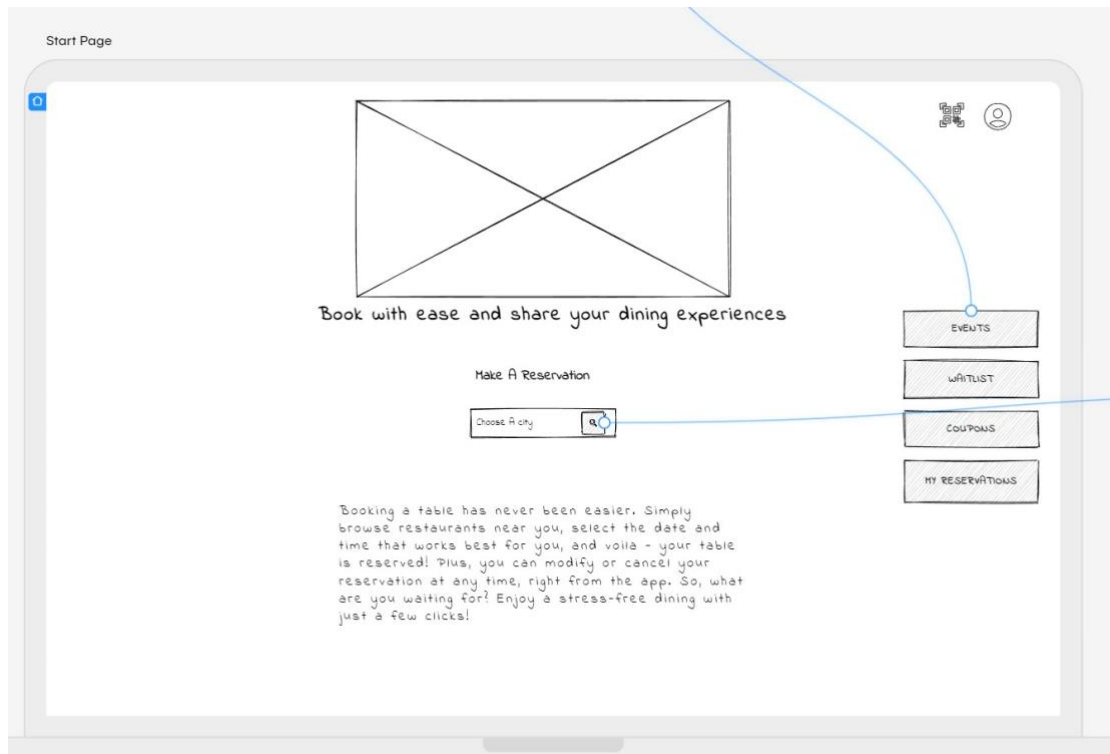 Start Page
Book with ease and share your dining experiences
Make A Reservation
Choose A city
EVENTS
WAITLIST
COUPONS
MY RESERVATIONS
Booking a table has never been easier. Simply
browse restaurants near you, select the date and
time that works best for you, and voila - your table
is reserved! Plus, you can modify or cancel your
reservation at any time, right from the app. So, what
are you waiting for? Enjoy a stress-free dining with
just a few clicks!